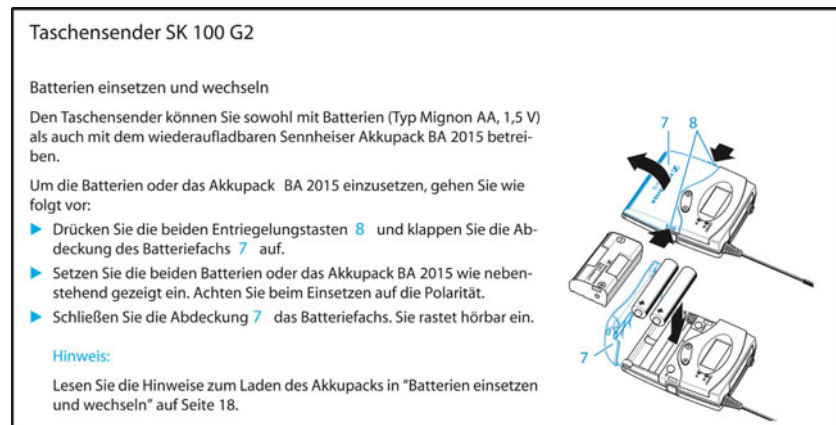 Taschensender SK 100 G2
Batterien einsetzen und wechseln
Den Taschensender können Sie sowohl mit Batterien (Typ Mignon AA, 1,5 V)
als auch mit dem wiederaufladbaren Sennheiser Akkupack BA 2015 betrei-
ben.
Um die Batterien oder das Akkupack BA 2015 einzusetzen, gehen Sie wie
folgt vor:
Drücken Sie die beiden Entriegelungstasten 8 und klappen Sie die Ab-
deckung des Batteriefachs 7 auf.
Setzen Sie die beiden Batterien oder das Akkupack BA 2015 wie neben-
stehend gezeigt ein. Achten Sie beim Einsetzen auf die Polarität.
Schließen Sie die Abdeckung 7 das Batteriefachs. Sie rastet hörbar ein.
Hinweis:
Lesen Sie die Hinweise zum Laden des Akkupacks in "Batterien einsetzen
und wechseln" auf Seite 18.
7 8
7